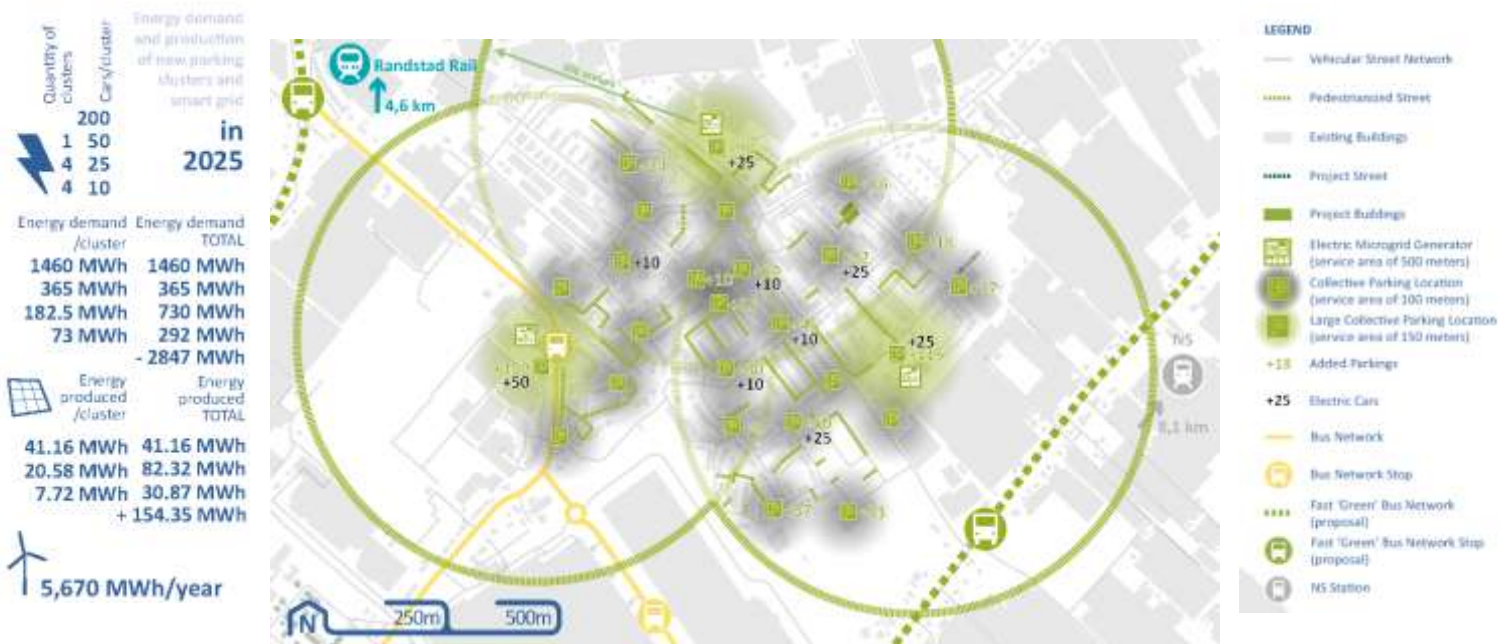 Quantity of
clusters
Cars/cluster
Energy demand
and production
of new parking
clusters and
smart grid
in
2025
200
1 50
4 25
4 10
Energy demand Energy demand
/cluster TOTAL
1460 MWh 1460 MWh
365 MWh 365 MWh
182.5 MWh 730 MWh
73 MWh 292 MWh
- 2847 MWh
Energy Energy
produced produced
/cluster TOTAL
41.16 MWh 41.16 MWh
20.58 MWh 82.32 MWh
7.72 MWh 30.87 MWh
+ 154.35 MWh
5,670 MWh/year
Randstad Rail
4,6 km
+25
+10
+10
+25
+10
+25
+50
+10
+25
NS
N
250m
500m
LEGEND
Vehicular Street Network
Pedestrianized Street
Existing Buildings
Project Street
Project Buildings
Electric Microgrid Generator
(service area of 500 meters)
Collective Parking Location
(service area of 100 meters)
Large Collective Parking Location
(service area of 150 meters)
+18 Added Parkings
+25 Electric Cars
Bus Network
Bus Network Stop
Fast 'Green' Bus Network
(proposal)
Fast 'Green' Bus Network Stop
(proposal)
NS Station